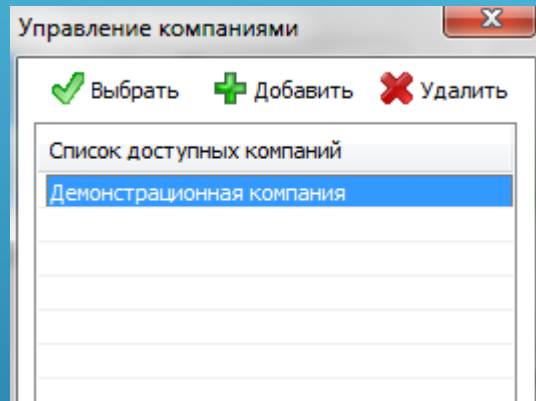 Управление компаниями
Выбрать Добавить Удалить
Список доступных компаний
Демонстрационная компания